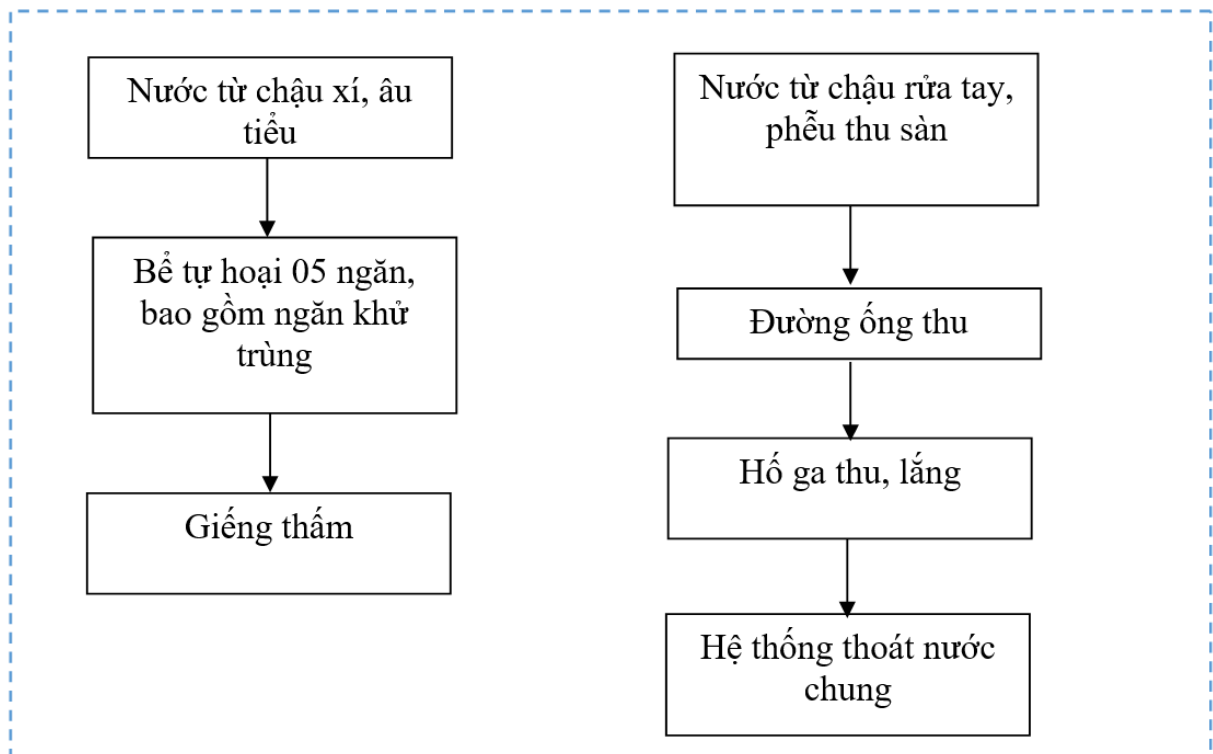 Nước từ chậu xí, âu
tiểu
Bể tự hoại 05 ngăn,
bao gồm ngăn khử
trùng
Giếng thấm
Nước từ chậu rửa tay,
phễu thu sàn
Đường ống thu
Hố ga thu, lắng
Hệ thống thoát nước
chung